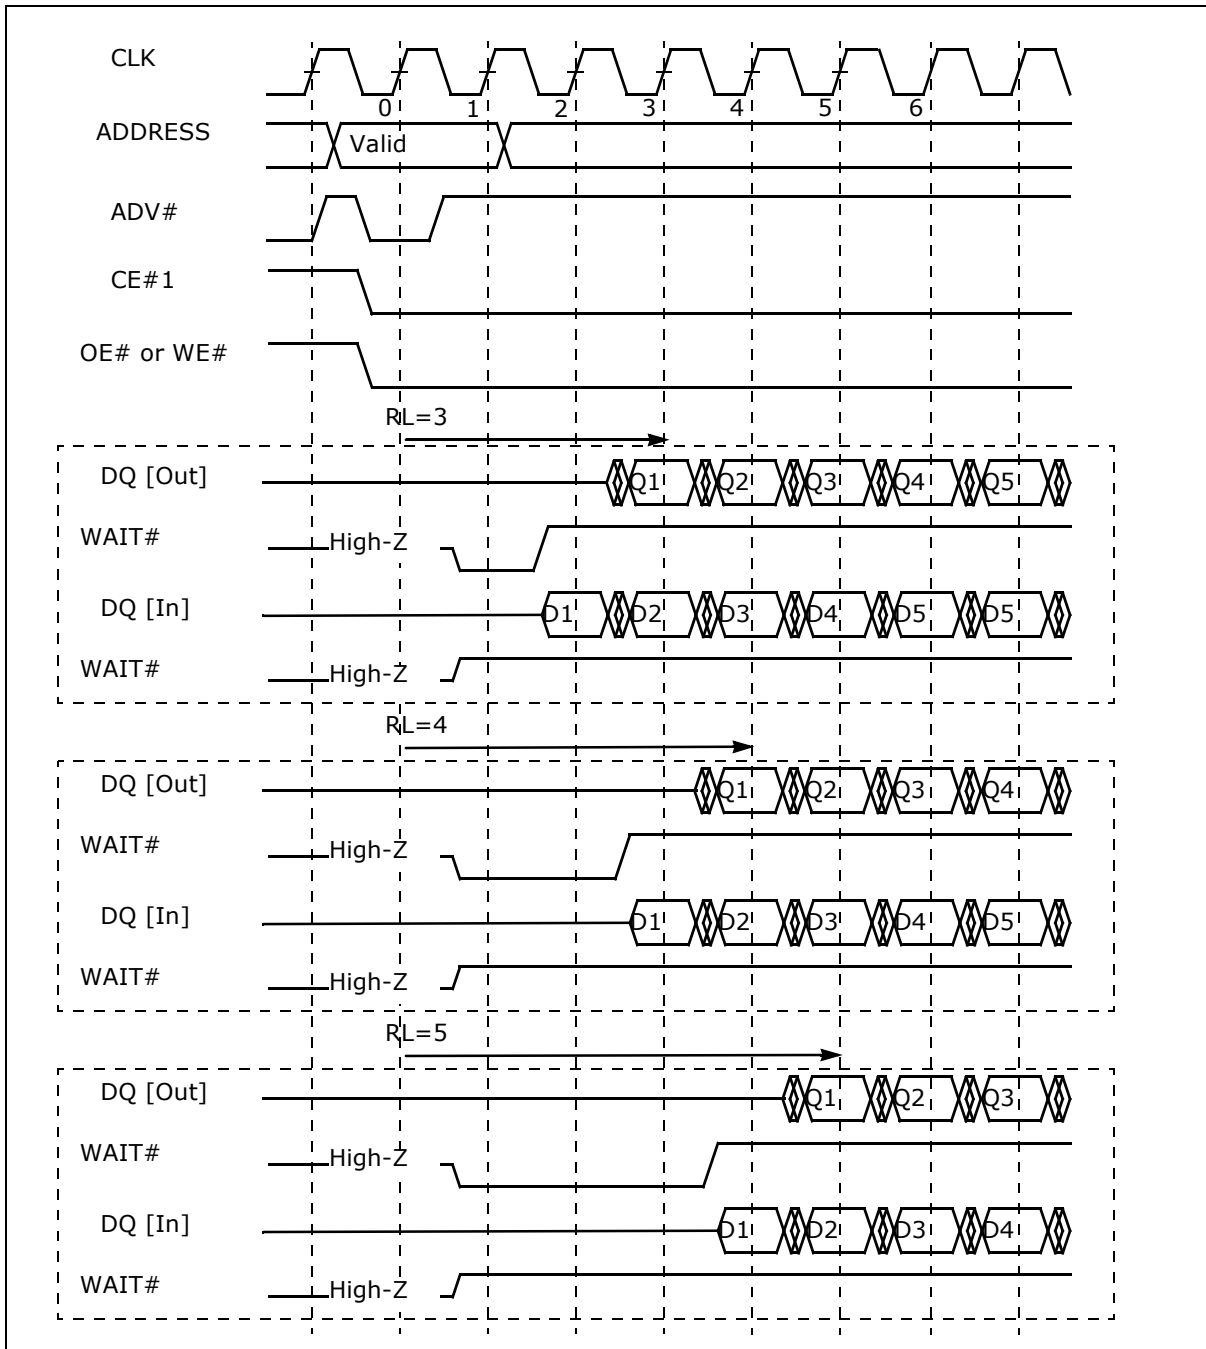 CLK
0 1 2 3 4 5 6
ADDRESS Valid
ADV#
CE#1
OE# or WE#
RL=3
DQ [Out] Q1 Q2 Q3 Q4 Q5
WAIT# High-Z
DQ [In] D1 D2 D3 D4 D5 D5
WAIT# High-Z
RL=4
DQ [Out] Q1 Q2 Q3 Q4
WAIT# High-Z
DQ [In] D1 D2 D3 D4 D5
WAIT# High-Z
RL=5
DQ [Out] Q1 Q2 Q3
WAIT# High-Z
DQ [In] D1 D2 D3 D4
WAIT# High-Z